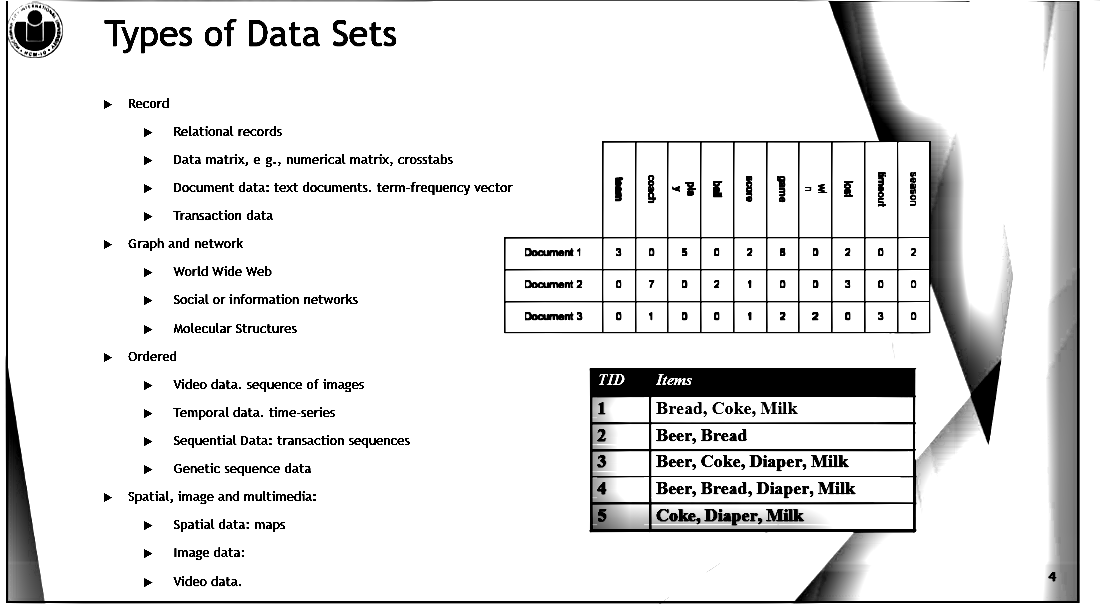 Types of Data Sets
Record
Relational records
Data matrix, e g., numerical matrix, crosstabs
Document data: text documents. term-frequency vector
Transaction data
Graph and network
World Wide Web
Social or information networks
Molecular Structures
Ordered
Video data. sequence of images
Temporal data. time-series
Sequential Data: transaction sequences
Genetic sequence data
Spatial, image and multimedia:
Spatial data: maps
Image data:
Video data.
team coach pla y ball score game wi n lost timeout season
Document 1 3 0 5 0 2 6 0 2 0 2
Document 2 0 7 0 2 1 0 0 3 0 0
Document 3 0 1 0 0 1 2 2 0 3 0
TID Items
1 Bread, Coke, Milk
2 Beer, Bread
3 Beer, Coke, Diaper, Milk
4 Beer, Bread, Diaper, Milk
5 Coke, Diaper, Milk
4